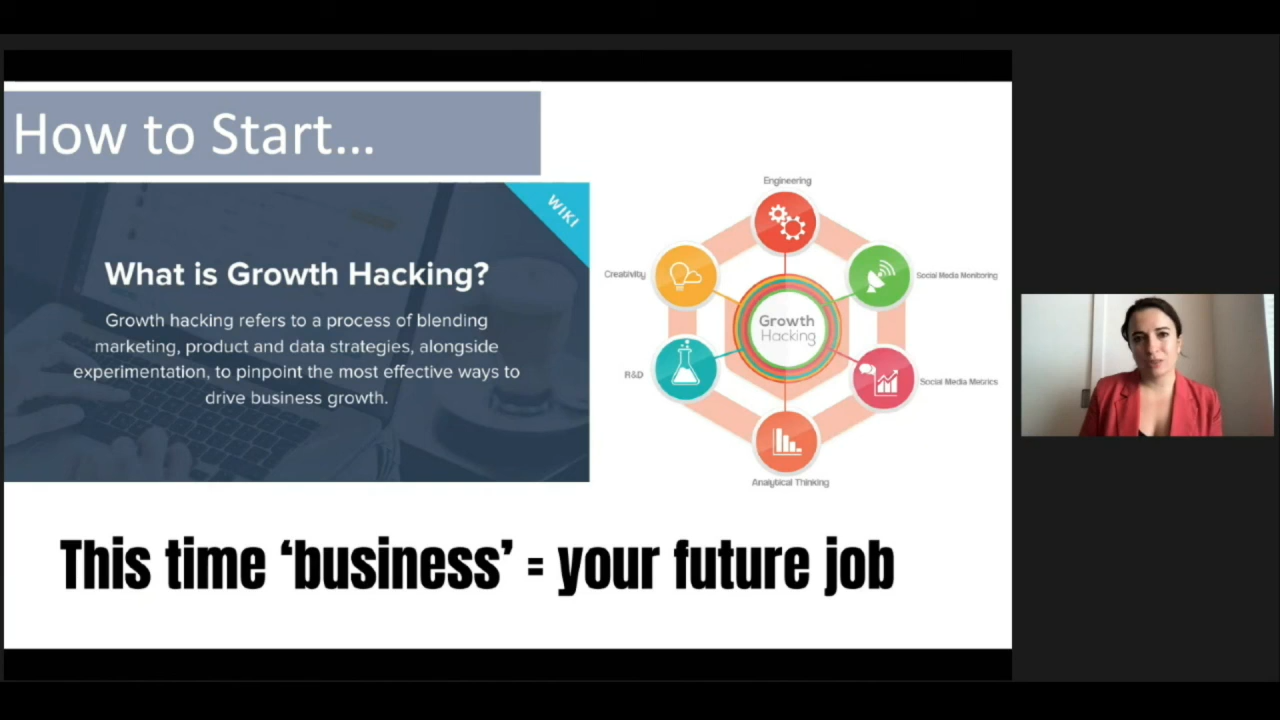 How to Start...
WIKI
What is Growth Hacking?
Growth hacking refers to a process of blending
marketing, product and data strategies, alongside
experimentation, to pinpoint the most effective ways to
drive business growth.
Engineering
Creativity
Social Media Monitoring
Growth
Hacking
R&D
Social Media Metrics
Analytical Thinking
This time ‘business’ = your future job